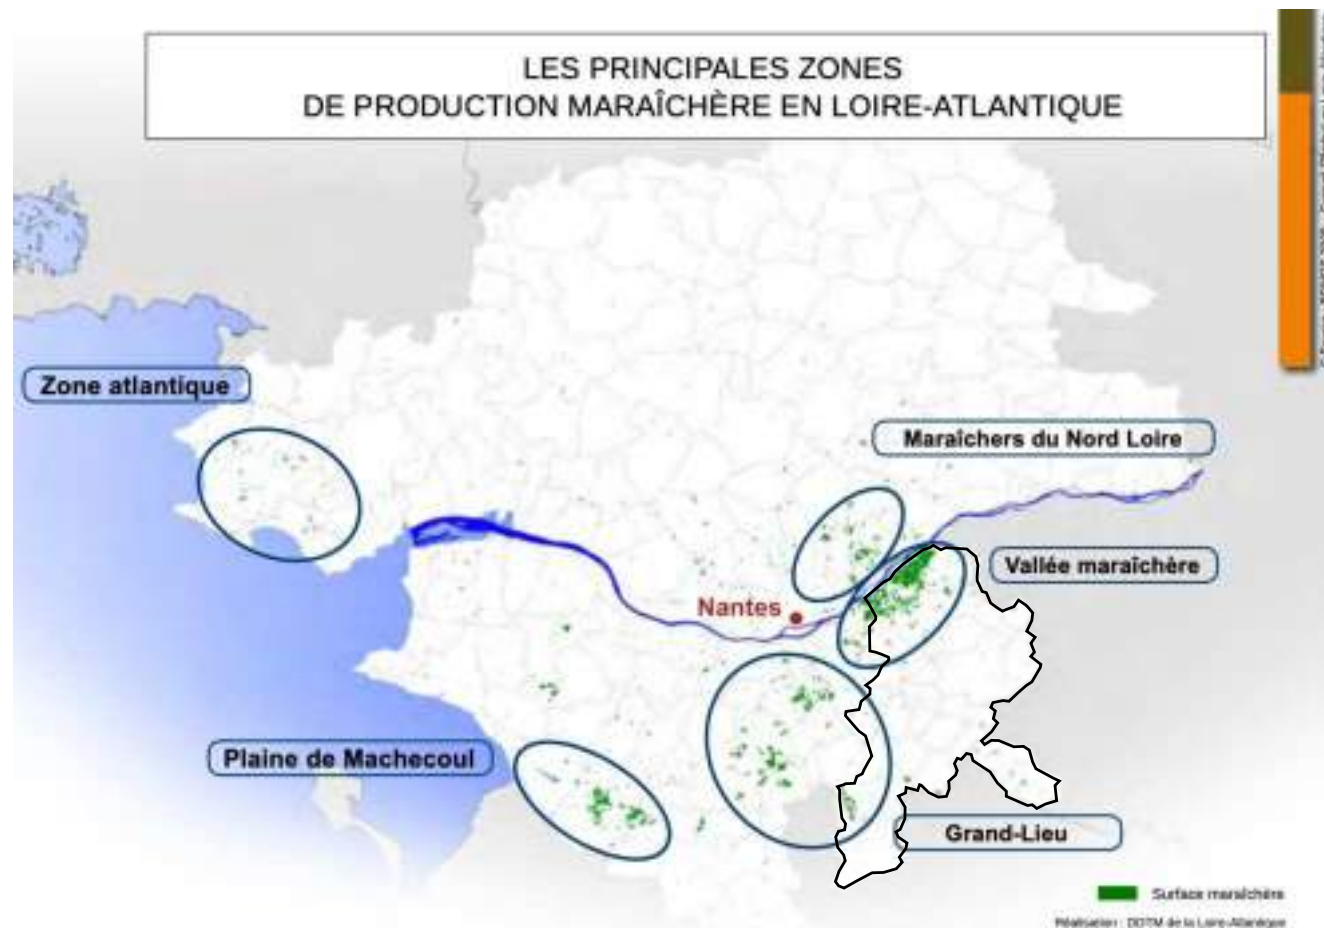 LES PRINCIPALES ZONES
DE PRODUCTION MARAÎCHÈRE EN LOIRE-ATLANTIQUE
Zone atlantique
Maraîchers du Nord Loire
Vallée maraîchère
Nantes
Plaine de Machecoul
Grand-Lieu
Surface maraîchère
Réalisation : DDTM de la Loire-Atlantique